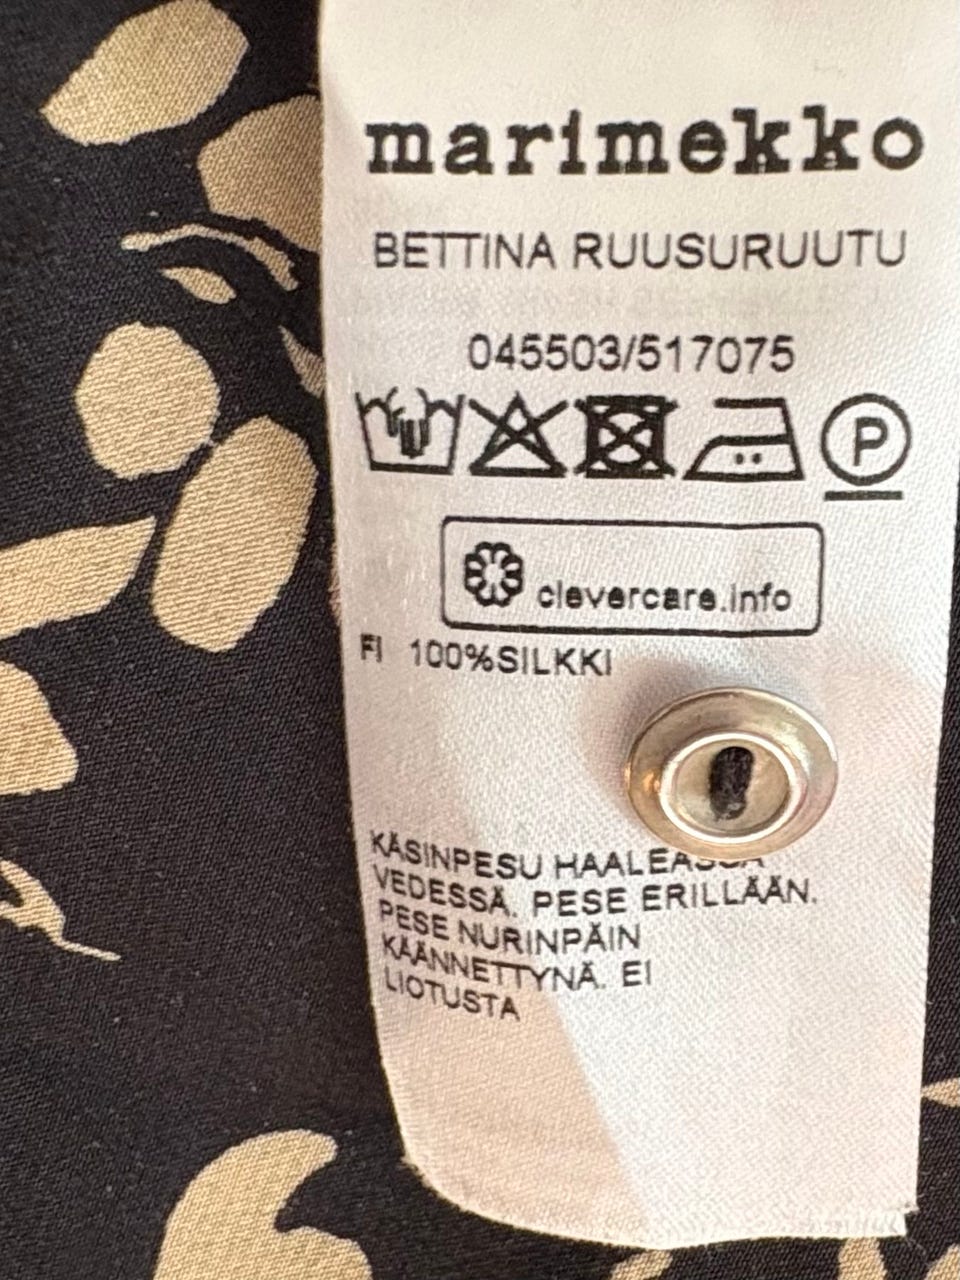 marimekko
BETTINA RUUSURUUTU
045503/517075
P
clevercare.info
FI 100%SILKKI
KÄSINPESU HAALEASSA
VEDESSÄ. PESE ERILLÄÄN.
PESE NURINPÄIN
KÄÄNNETTYNÄ. EI
LIOTUSTA